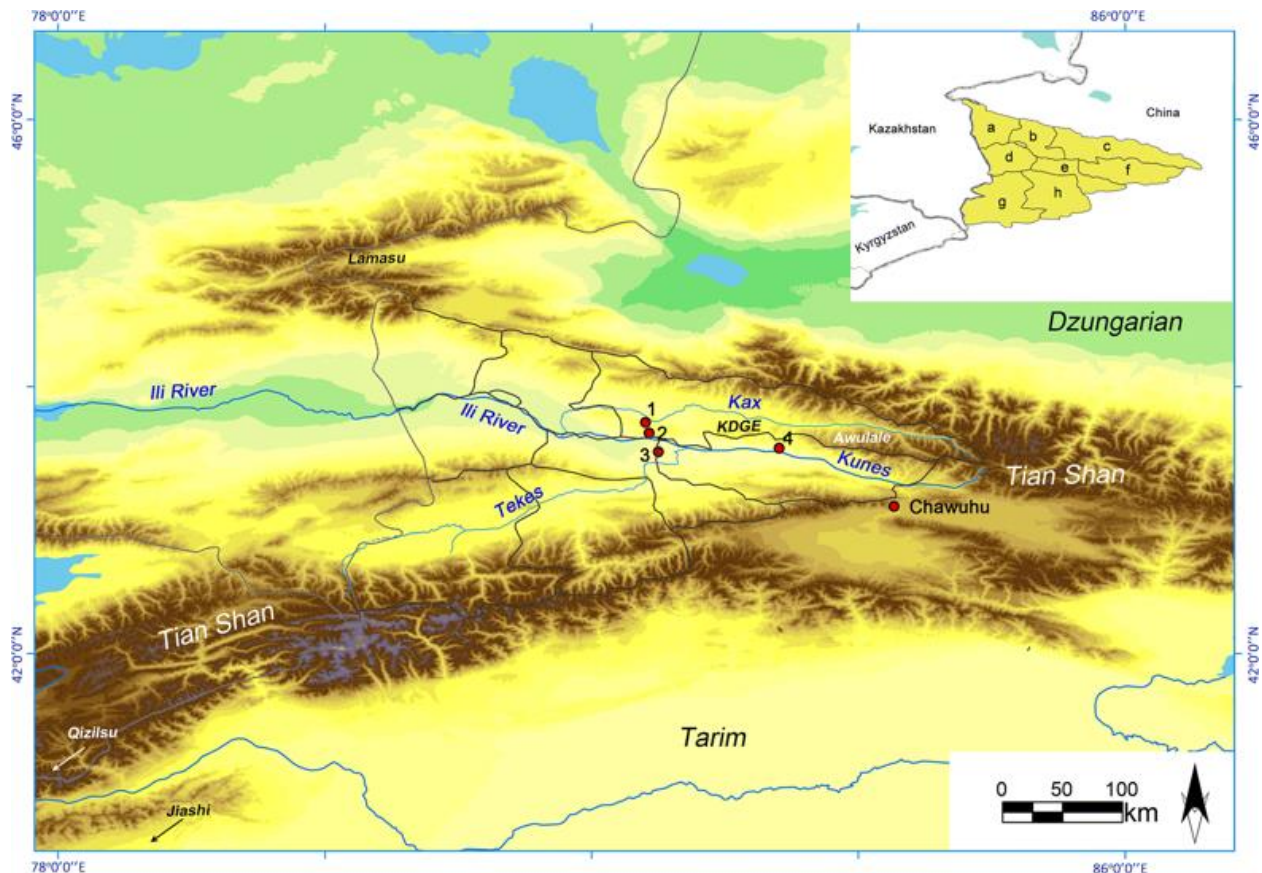 78°0'0''E
86°0'0''E
46°0'0''N
46°0'0''N
Kazakhstan
China
a
b
c
d
e
f
g
h
Kyrgyzstan
Lamasu
Dzungarian
Ili River
Ili River
Kax
1
2
KDGE
Awulale
3
4
Kunes
Tian Shan
Tekes
Chawuhu
Tian Shan
42°0'0''N
42°0'0''N
Qizilsu
Tarim
Jiashi
0 50 100
km
78°0'0''E
86°0'0''E